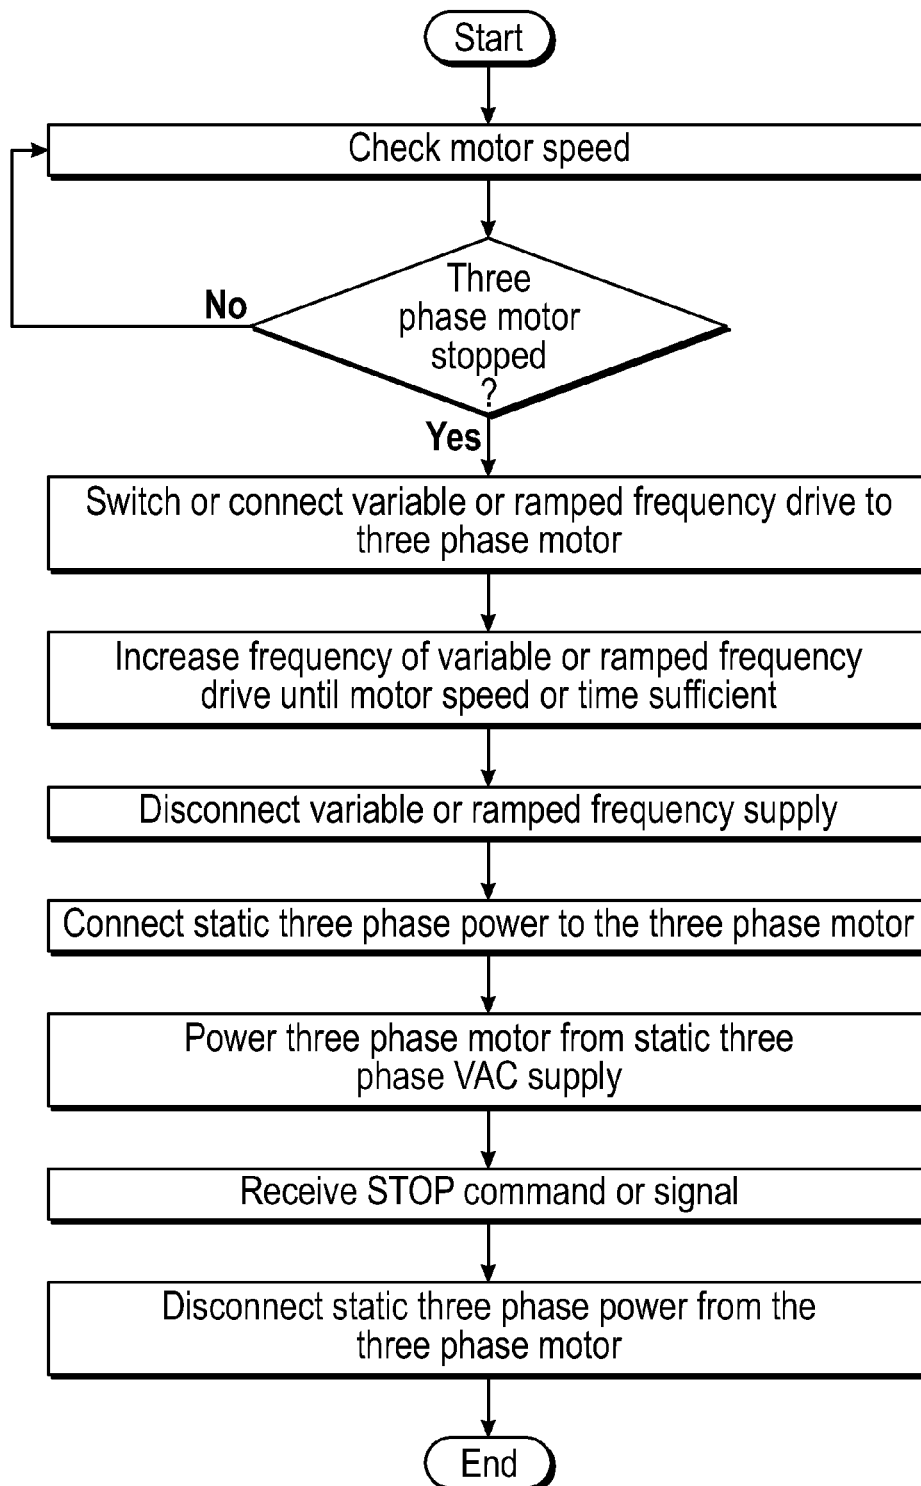 Start
Check motor speed
Three
phase motor
stopped
?
No
Yes
Switch or connect variable or ramped frequency drive to
three phase motor
Increase frequency of variable or ramped frequency
drive until motor speed or time sufficient
Disconnect variable or ramped frequency supply
Connect static three phase power to the three phase motor
Power three phase motor from static three
phase VAC supply
Receive STOP command or signal
Disconnect static three phase power from the
three phase motor
End